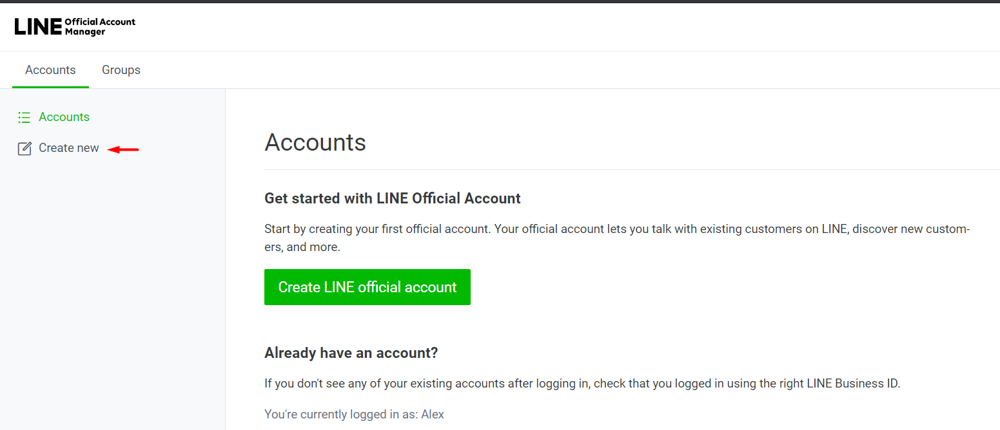 LINE Official Account
Manager
Accounts
Groups
Accounts
Create new
Accounts
Get started with LINE Official Account
Start by creating your first official account. Your official account lets you talk with existing customers on LINE, discover new custom-
ers, and more.
Create LINE official account
Already have an account?
If you don't see any of your existing accounts after logging in, check that you logged in using the right LINE Business ID.
You're currently logged in as: Alex